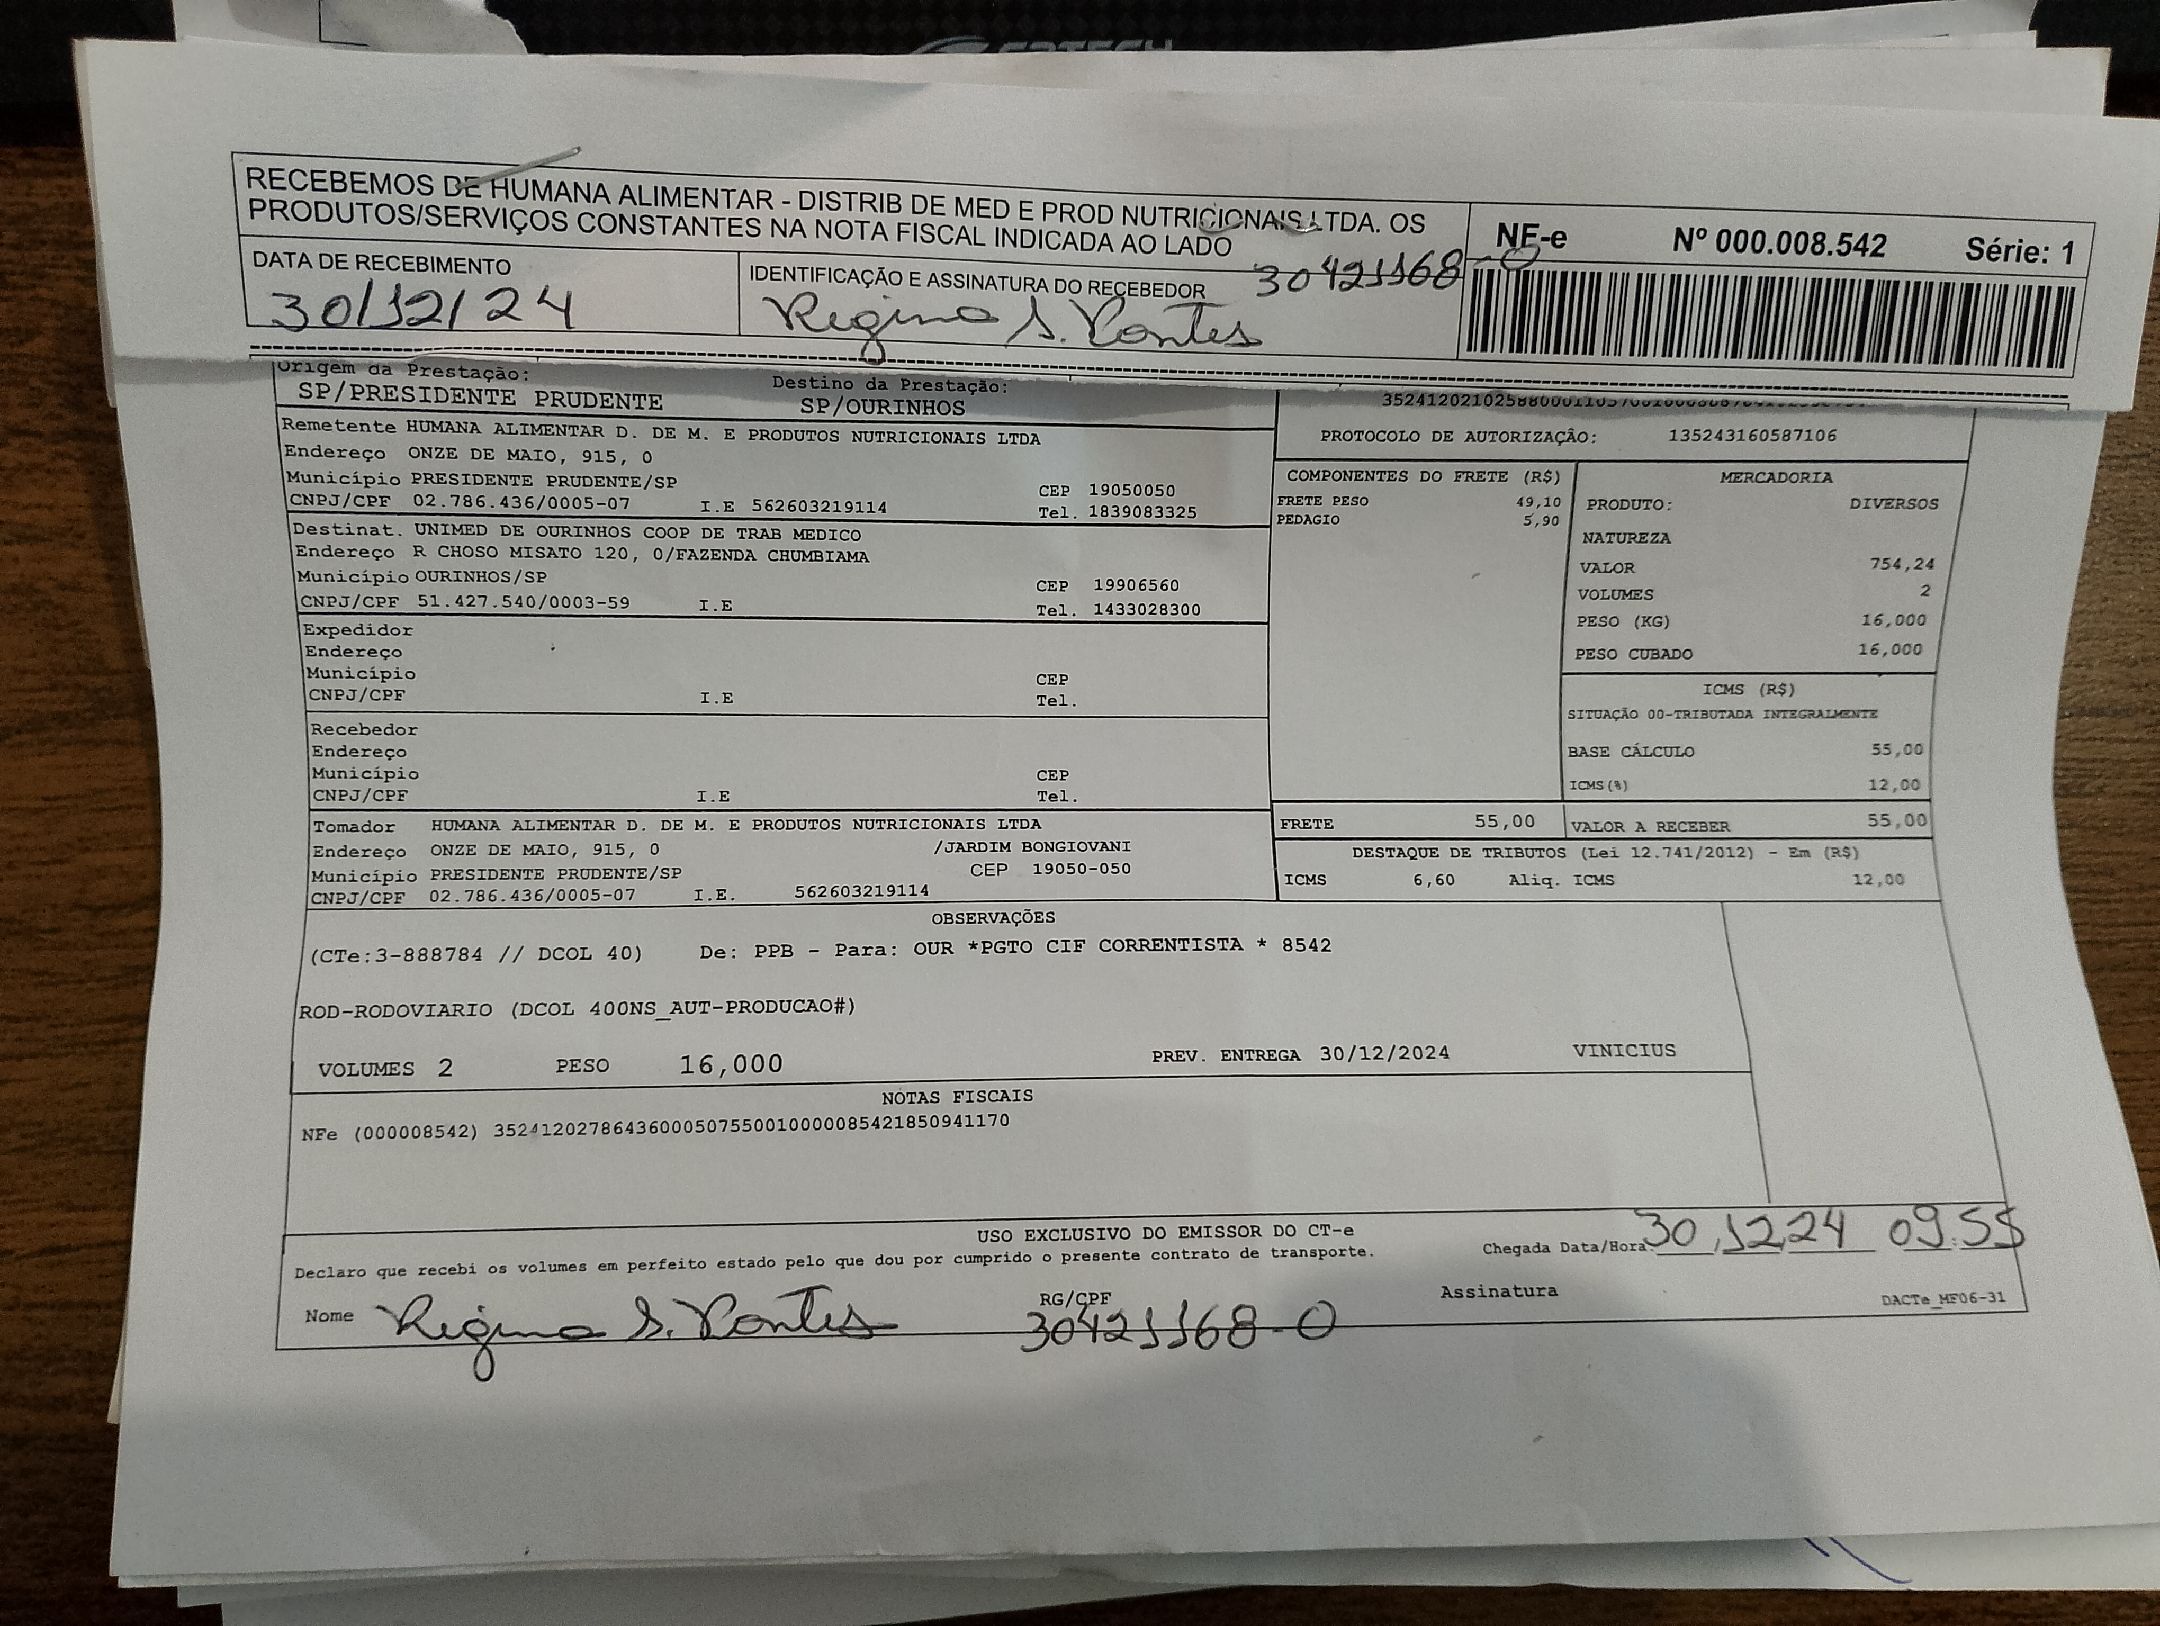 RECEBEMOS DE HUMANA ALIMENTAR - DISTRIB DE MED E PROD NUTRICIONAIS LTDA. OS
PRODUTOS/SERVIÇOS CONSTANTES NA NOTA FISCAL INDICADA AO LADO
NF-e Nº 000.008.542 Série: 1
DATA DE RECEBIMENTO
30/12/24
IDENTIFICAÇÃO E ASSINATURA DO RECEBEDOR 30421168-0
Regina S. Pontes
Origem da Prestação:
SP/PRESIDENTE PRUDENTE
Destino da Prestação:
SP/OURINHOS
PROTOCOLO DE AUTORIZAÇÃO: 135243160587106
Remetente HUMANA ALIMENTAR D. DE M. E PRODUTOS NUTRICIONAIS LTDA
Endereço ONZE DE MAIO, 915, 0
Município PRESIDENTE PRUDENTE/SP CEP 19050050
CNPJ/CPF 02.786.436/0005-07 I.E 562603219114 Tel. 1839083325
Destinat. UNIMED DE OURINHOS COOP DE TRAB MEDICO
Endereço R CHOSO MISATO 120, 0/FAZENDA CHUMBIAMA
Município OURINHOS/SP CEP 19906560
CNPJ/CPF 51.427.540/0003-59 I.E Tel. 1433028300
Expedidor
Endereço
Município CEP
CNPJ/CPF I.E Tel.
Recebedor
Endereço
Município CEP
CNPJ/CPF I.E Tel.
Tomador HUMANA ALIMENTAR D. DE M. E PRODUTOS NUTRICIONAIS LTDA
Endereço ONZE DE MAIO, 915, 0 /JARDIM BONGIOVANI
Município PRESIDENTE PRUDENTE/SP CEP 19050-050
CNPJ/CPF 02.786.436/0005-07 I.E. 562603219114
COMPONENTES DO FRETE (R$)
FRETE PESO 49,10
PEDAGIO 5,90
MERCADORIA
PRODUTO: DIVERSOS
NATUREZA
VALOR 754,24
VOLUMES 2
PESO (KG) 16,000
PESO CUBADO 16,000
ICMS (R$)
SITUAÇÃO 00-TRIBUTADA INTEGRALMENTE
BASE CÁLCULO 55,00
ICMS(%) 12,00
FRETE 55,00 VALOR A RECEBER 55,00
DESTAQUE DE TRIBUTOS (Lei 12.741/2012) - Em (R$)
ICMS 6,60 Aliq. ICMS 12,00
OBSERVAÇÕES
(CTe:3-888784 // DCOL 40) De: PPB - Para: OUR *PGTO CIF CORRENTISTA * 8542
ROD-RODOVIARIO (DCOL 400NS_AUT-PRODUCAO#)
VOLUMES 2 PESO 16,000 PREV. ENTREGA 30/12/2024 VINICIUS
NOTAS FISCAIS
NFe (000008542) 35241202786436000507550010000085421850941170
USO EXCLUSIVO DO EMISSOR DO CT-e
Declaro que recebi os volumes em perfeito estado pelo que dou por cumprido o presente contrato de transporte.
Chegada Data/Hora: 30,12,24 09:55
Nome Regina S. Pontes RG/CPF 30421168-0 Assinatura
DACTe_MF06-31